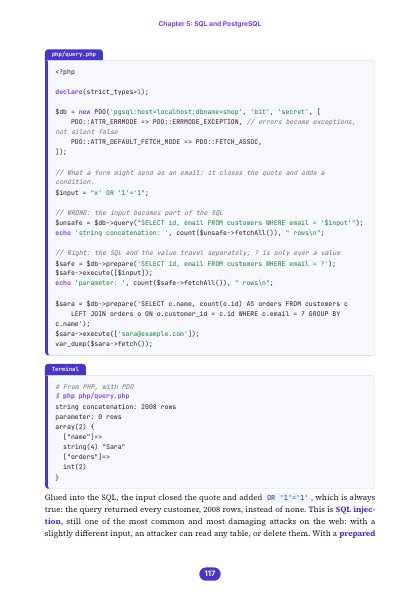 Chapter 5: SQL and PostgreSQL
php/query.php
<?php
declare(strict_types=1);
$db = new PDO('pgsql:host=localhost;dbname=shop', 'bit', 'secret', [
    PDO::ATTR_ERRMODE => PDO::ERRMODE_EXCEPTION, // errors become exceptions,
not silent false
    PDO::ATTR_DEFAULT_FETCH_MODE => PDO::FETCH_ASSOC,
]);
// What a form might send as an email: it closes the quote and adds a
condition.
$input = "x' OR '1'='1";
// WRONG: the input becomes part of the SQL
$unsafe = $db->query("SELECT id, email FROM customers WHERE email = '$input'");
echo 'string concatenation: ', count($unsafe->fetchAll()), " rows\n";
// Right: the SQL and the value travel separately; ? is only ever a value
$safe = $db->prepare('SELECT id, email FROM customers WHERE email = ?');
$safe->execute([$input]);
echo 'parameter: ', count($safe->fetchAll()), " rows\n";
$sara = $db->prepare('SELECT c.name, count(o.id) AS orders FROM customers c
    LEFT JOIN orders o ON o.customer_id = c.id WHERE c.email = ? GROUP BY
c.name');
$sara->execute(['sara@example.com']);
var_dump($sara->fetch());
Terminal
# From PHP, with PDO
$ php php/query.php
string concatenation: 2008 rows
parameter: 0 rows
array(2) {
  ["name"]=>
  string(4) "Sara"
  ["orders"]=>
  int(2)
}
Glued into the SQL, the input closed the quote and added OR '1'='1', which is always
true: the query returned every customer, 2008 rows, instead of none. This is SQL injec-
tion, still one of the most common and most damaging attacks on the web: with a
slightly different input, an attacker can read any table, or delete them. With a prepared
117